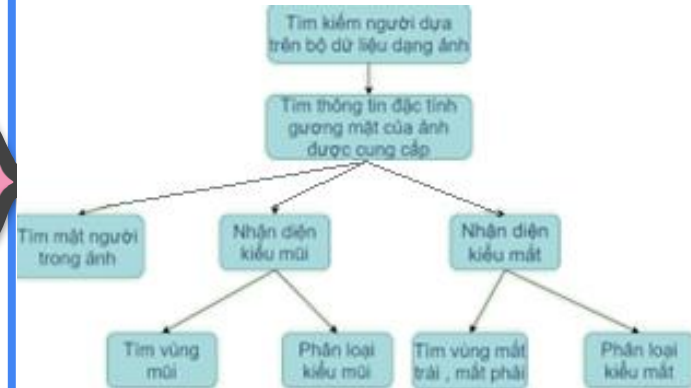 Tìm kiếm người dựa
trên bộ dữ liệu dạng ảnh
Tìm thông tin đặc tính
gương mặt của ảnh
được cung cấp
Tìm mặt người
trong ảnh
Nhận diện
kiểu mũi
Nhận diện
kiểu mắt
Tìm vùng
mũi
Phân loại
kiểu mũi
Tìm vùng mắt
trái , mắt phải
Phân loại
kiểu mắt